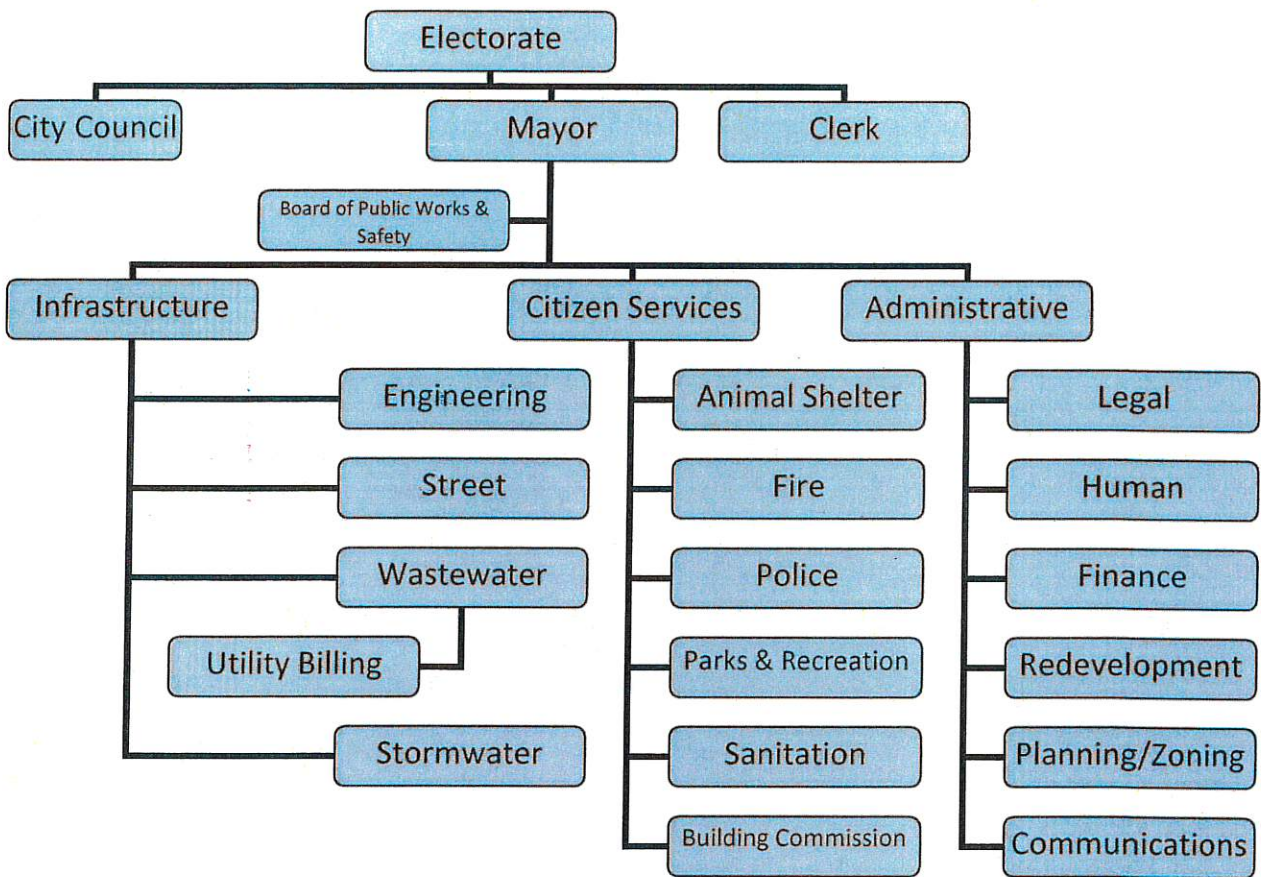 Electorate
City Council
Mayor
Clerk
Board of Public Works &
Safety
Infrastructure
Citizen Services
Administrative
Engineering
Animal Shelter
Legal
Street
Fire
Human
Wastewater
Police
Finance
Utility Billing
Parks & Recreation
Redevelopment
Stormwater
Sanitation
Planning/Zoning
Building Commission
Communications